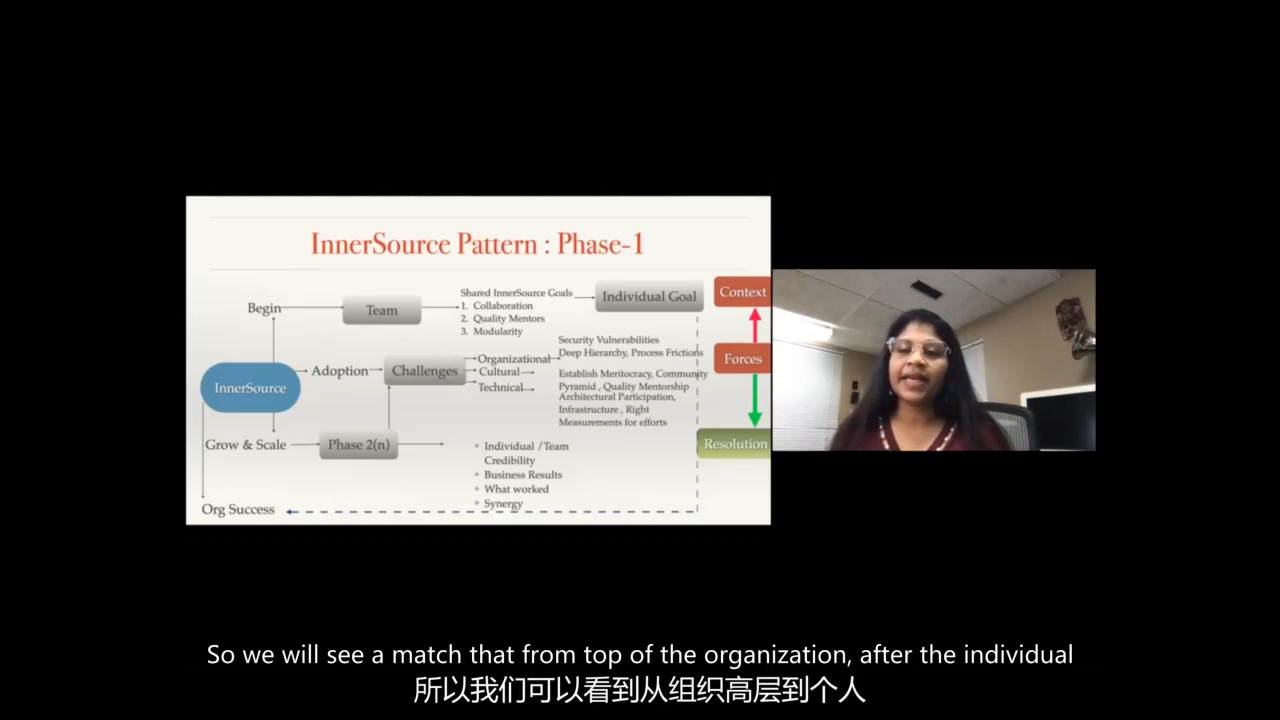 InnerSource Pattern : Phase-1
Begin
Team
Shared InnerSource Goals
1. Collaboration
2. Quality Mentors
3. Modularity
Individual Goal
Context
InnerSource
Adoption
Challenges
Organizational
Cultural
Technical
Security Vulnerabilities
Deep Hierarchy, Process Frictions
Establish Meritocracy, Community
Pyramid , Quality Mentorship
Architectural Participation,
Infrastructure , Right
Measurements for efforts
Forces
Grow & Scale
Phase 2(n)
Individual /Team
Credibility
Business Results
What worked
Synergy
Resolution
Org Success
So we will see a match that from top of the organization, after the individual
所以我们可以看到从组织高层到个人